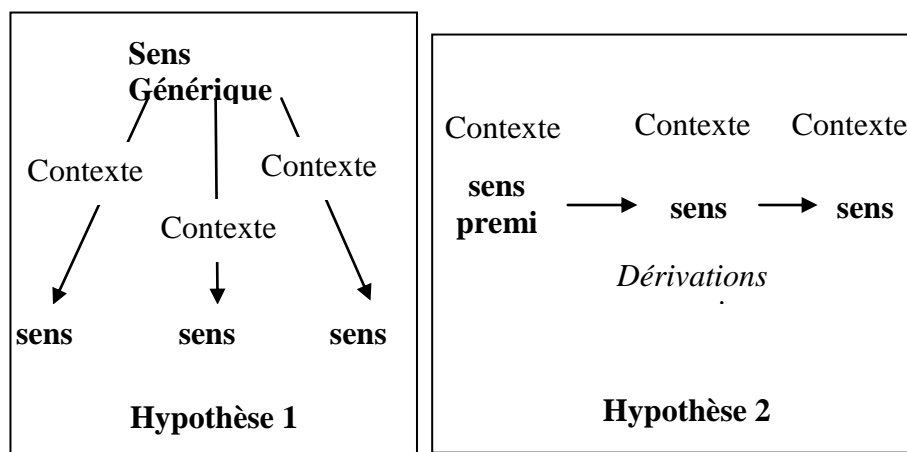 Sens
Générique
Contexte
Contexte
Contexte
sens
sens
sens
Hypothèse 1
Contexte
Contexte
Contexte
sens
premi
sens
sens
Dérivations
Hypothèse 2